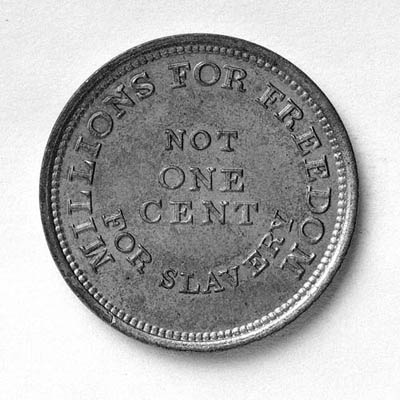 MILLIONS FOR FREEDOM
NOT
ONE
CENT
FOR SLAVERY